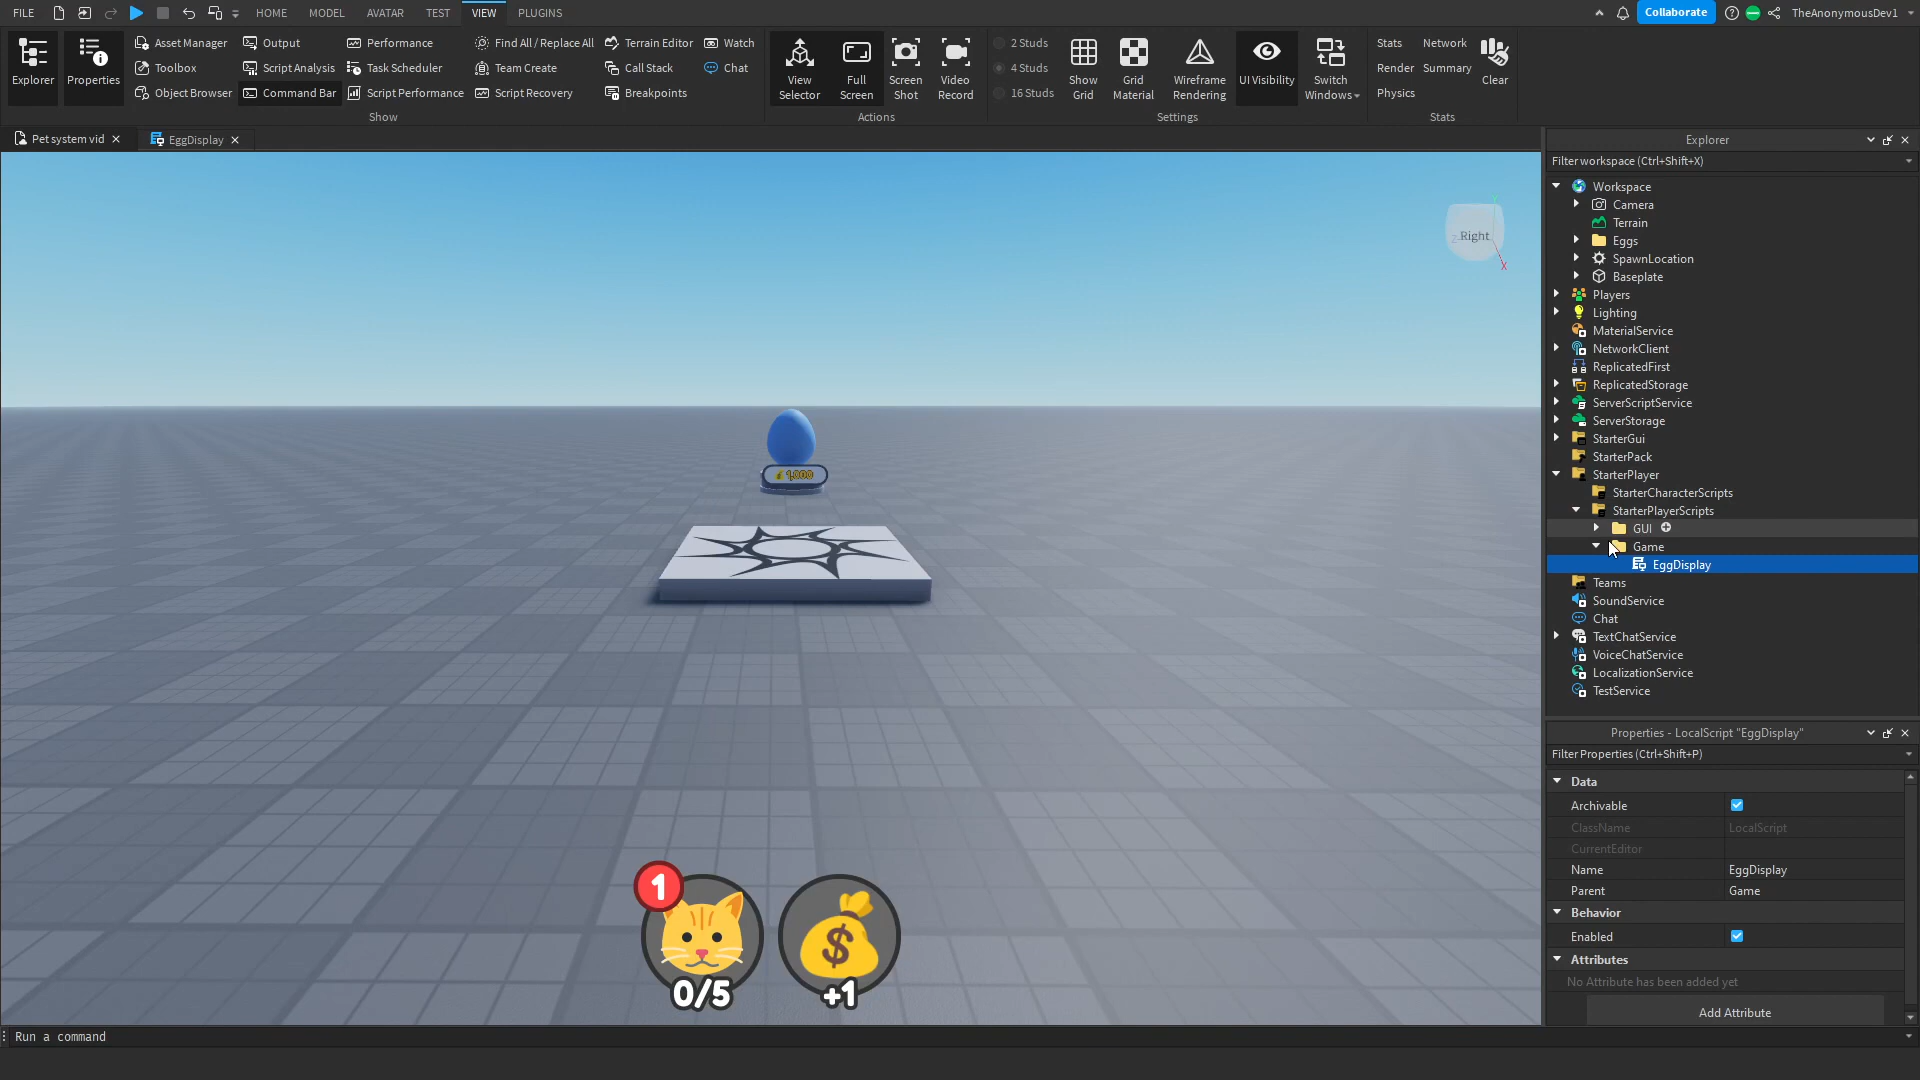 FILE HOME MODEL AVATAR TEST VIEW PLUGINS Collaborate TheAnonymousDev1
Explorer
Properties
Asset Manager
Toolbox
Object Browser
Output
Script Analysis
Command Bar
Performance
Task Scheduler
Script Performance
Find All / Replace All
Team Create
Script Recovery
Terrain Editor
Call Stack
Breakpoints
Watch
Chat
Show
View
Selector
Full
Screen
Screen
Shot
Video
Record
Actions
2 Studs
4 Studs
16 Studs
Show
Grid
Grid
Material
Wireframe
Rendering
UI Visibility
Switch
Windows
Settings
Stats
Render
Physics
Network
Summary
Clear
Stats
Pet system vid
EggDisplay
Right
X
1,000
1
0/5
$
+1
Explorer
Filter workspace (Ctrl+Shift+X)
Workspace
Camera
Terrain
Eggs
SpawnLocation
Baseplate
Players
Lighting
MaterialService
NetworkClient
ReplicatedFirst
ReplicatedStorage
ServerScriptService
ServerStorage
StarterGui
StarterPack
StarterPlayer
StarterCharacterScripts
StarterPlayerScripts
GUI
Game
EggDisplay
Teams
SoundService
Chat
TextChatService
VoiceChatService
LocalizationService
TestService
Properties - LocalScript "EggDisplay"
Filter Properties (Ctrl+Shift+P)
Data
Archivable
ClassName LocalScript
CurrentEditor
Name EggDisplay
Parent Game
Behavior
Enabled
Attributes
No Attribute has been added yet
Add Attribute
Run a command